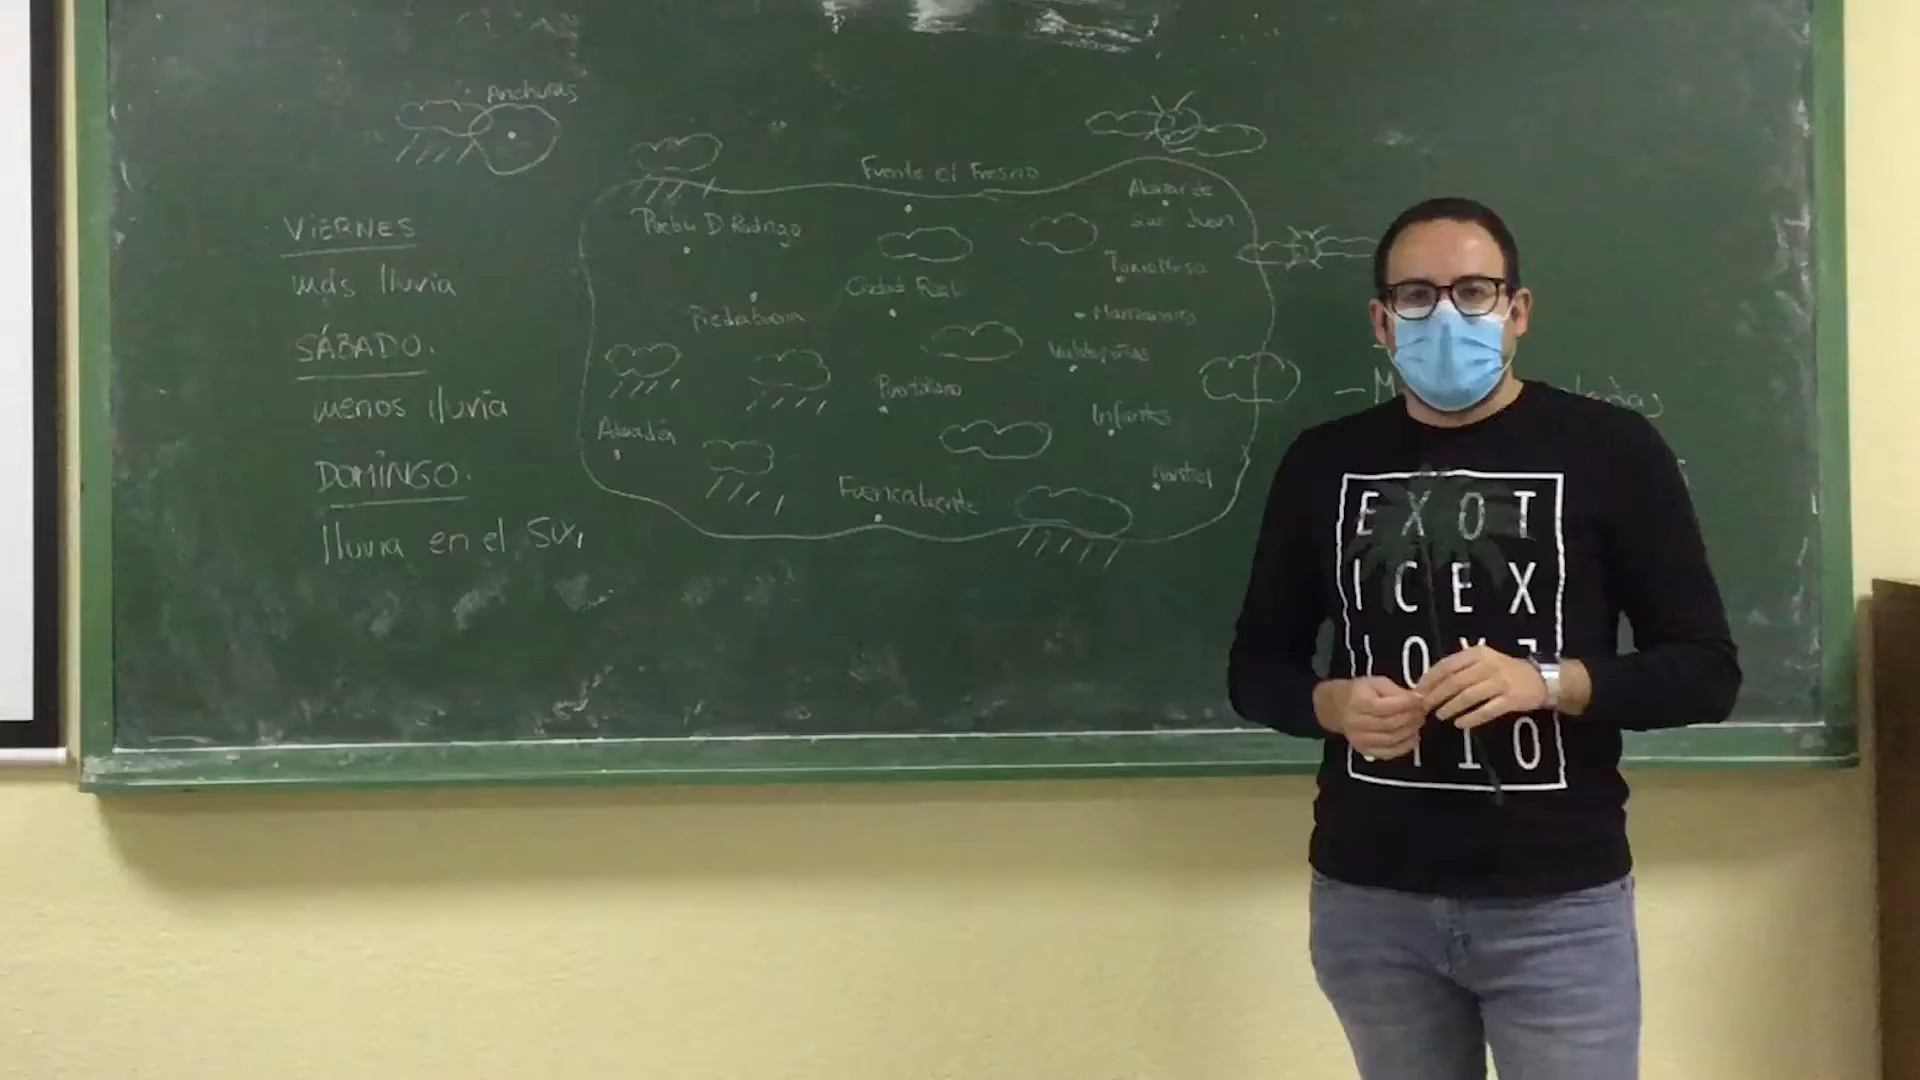 Anchuras
VIERNES
más lluvia
SÁBADO.
menos lluvia
DOMINGO.
lluvia en el sur,
Fuente el Fresno
Puebla D. Rodrigo
Alcázar de
San Juan
Tomelloso
Ciudad Real
Piedrabuena
Manzanares
Valdepeñas
Puertollano
Infantes
Almadén
Montiel
Fuencaliente
EXOT
ICEX